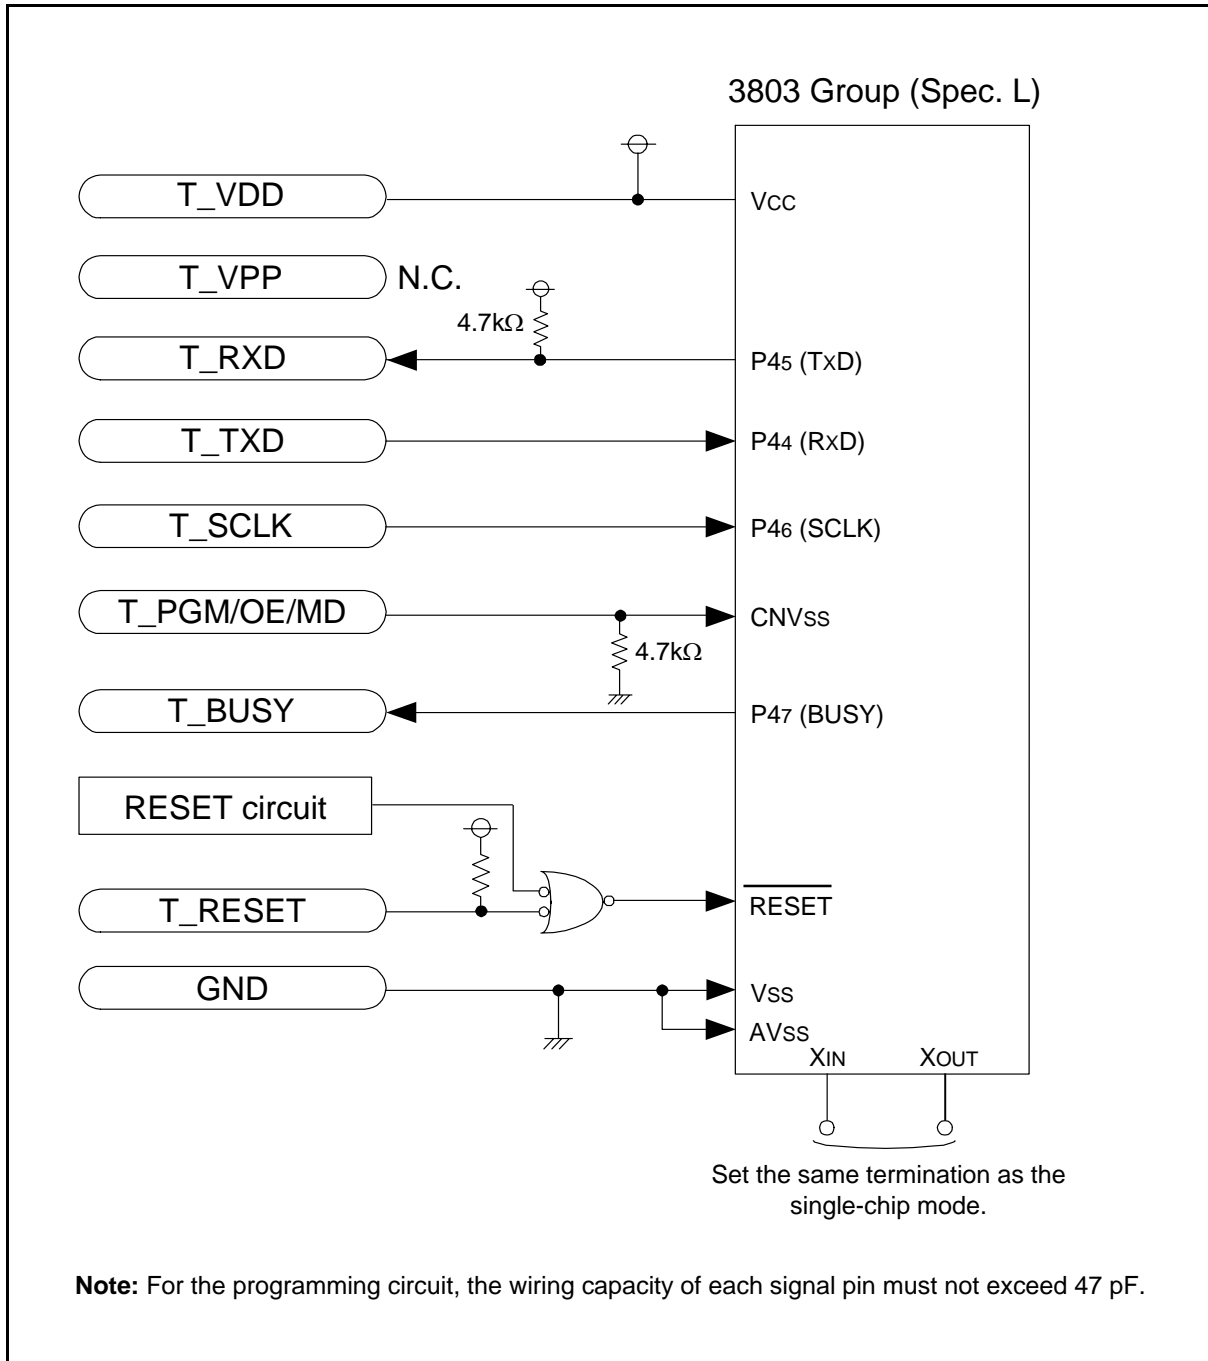 3803 Group (Spec. L)
T_VDD
VCC
T_VPP
N.C.
4.7kΩ
T_RXD
P45 (TXD)
T_TXD
P44 (RXD)
T_SCLK
P46 (SCLK)
T_PGM/OE/MD
CNVSS
4.7kΩ
T_BUSY
P47 (BUSY)
RESET circuit
T_RESET
RESET
GND
VSS
AVSS
XIN
XOUT
Set the same termination as the
single-chip mode.
Note: For the programming circuit, the wiring capacity of each signal pin must not exceed 47 pF.